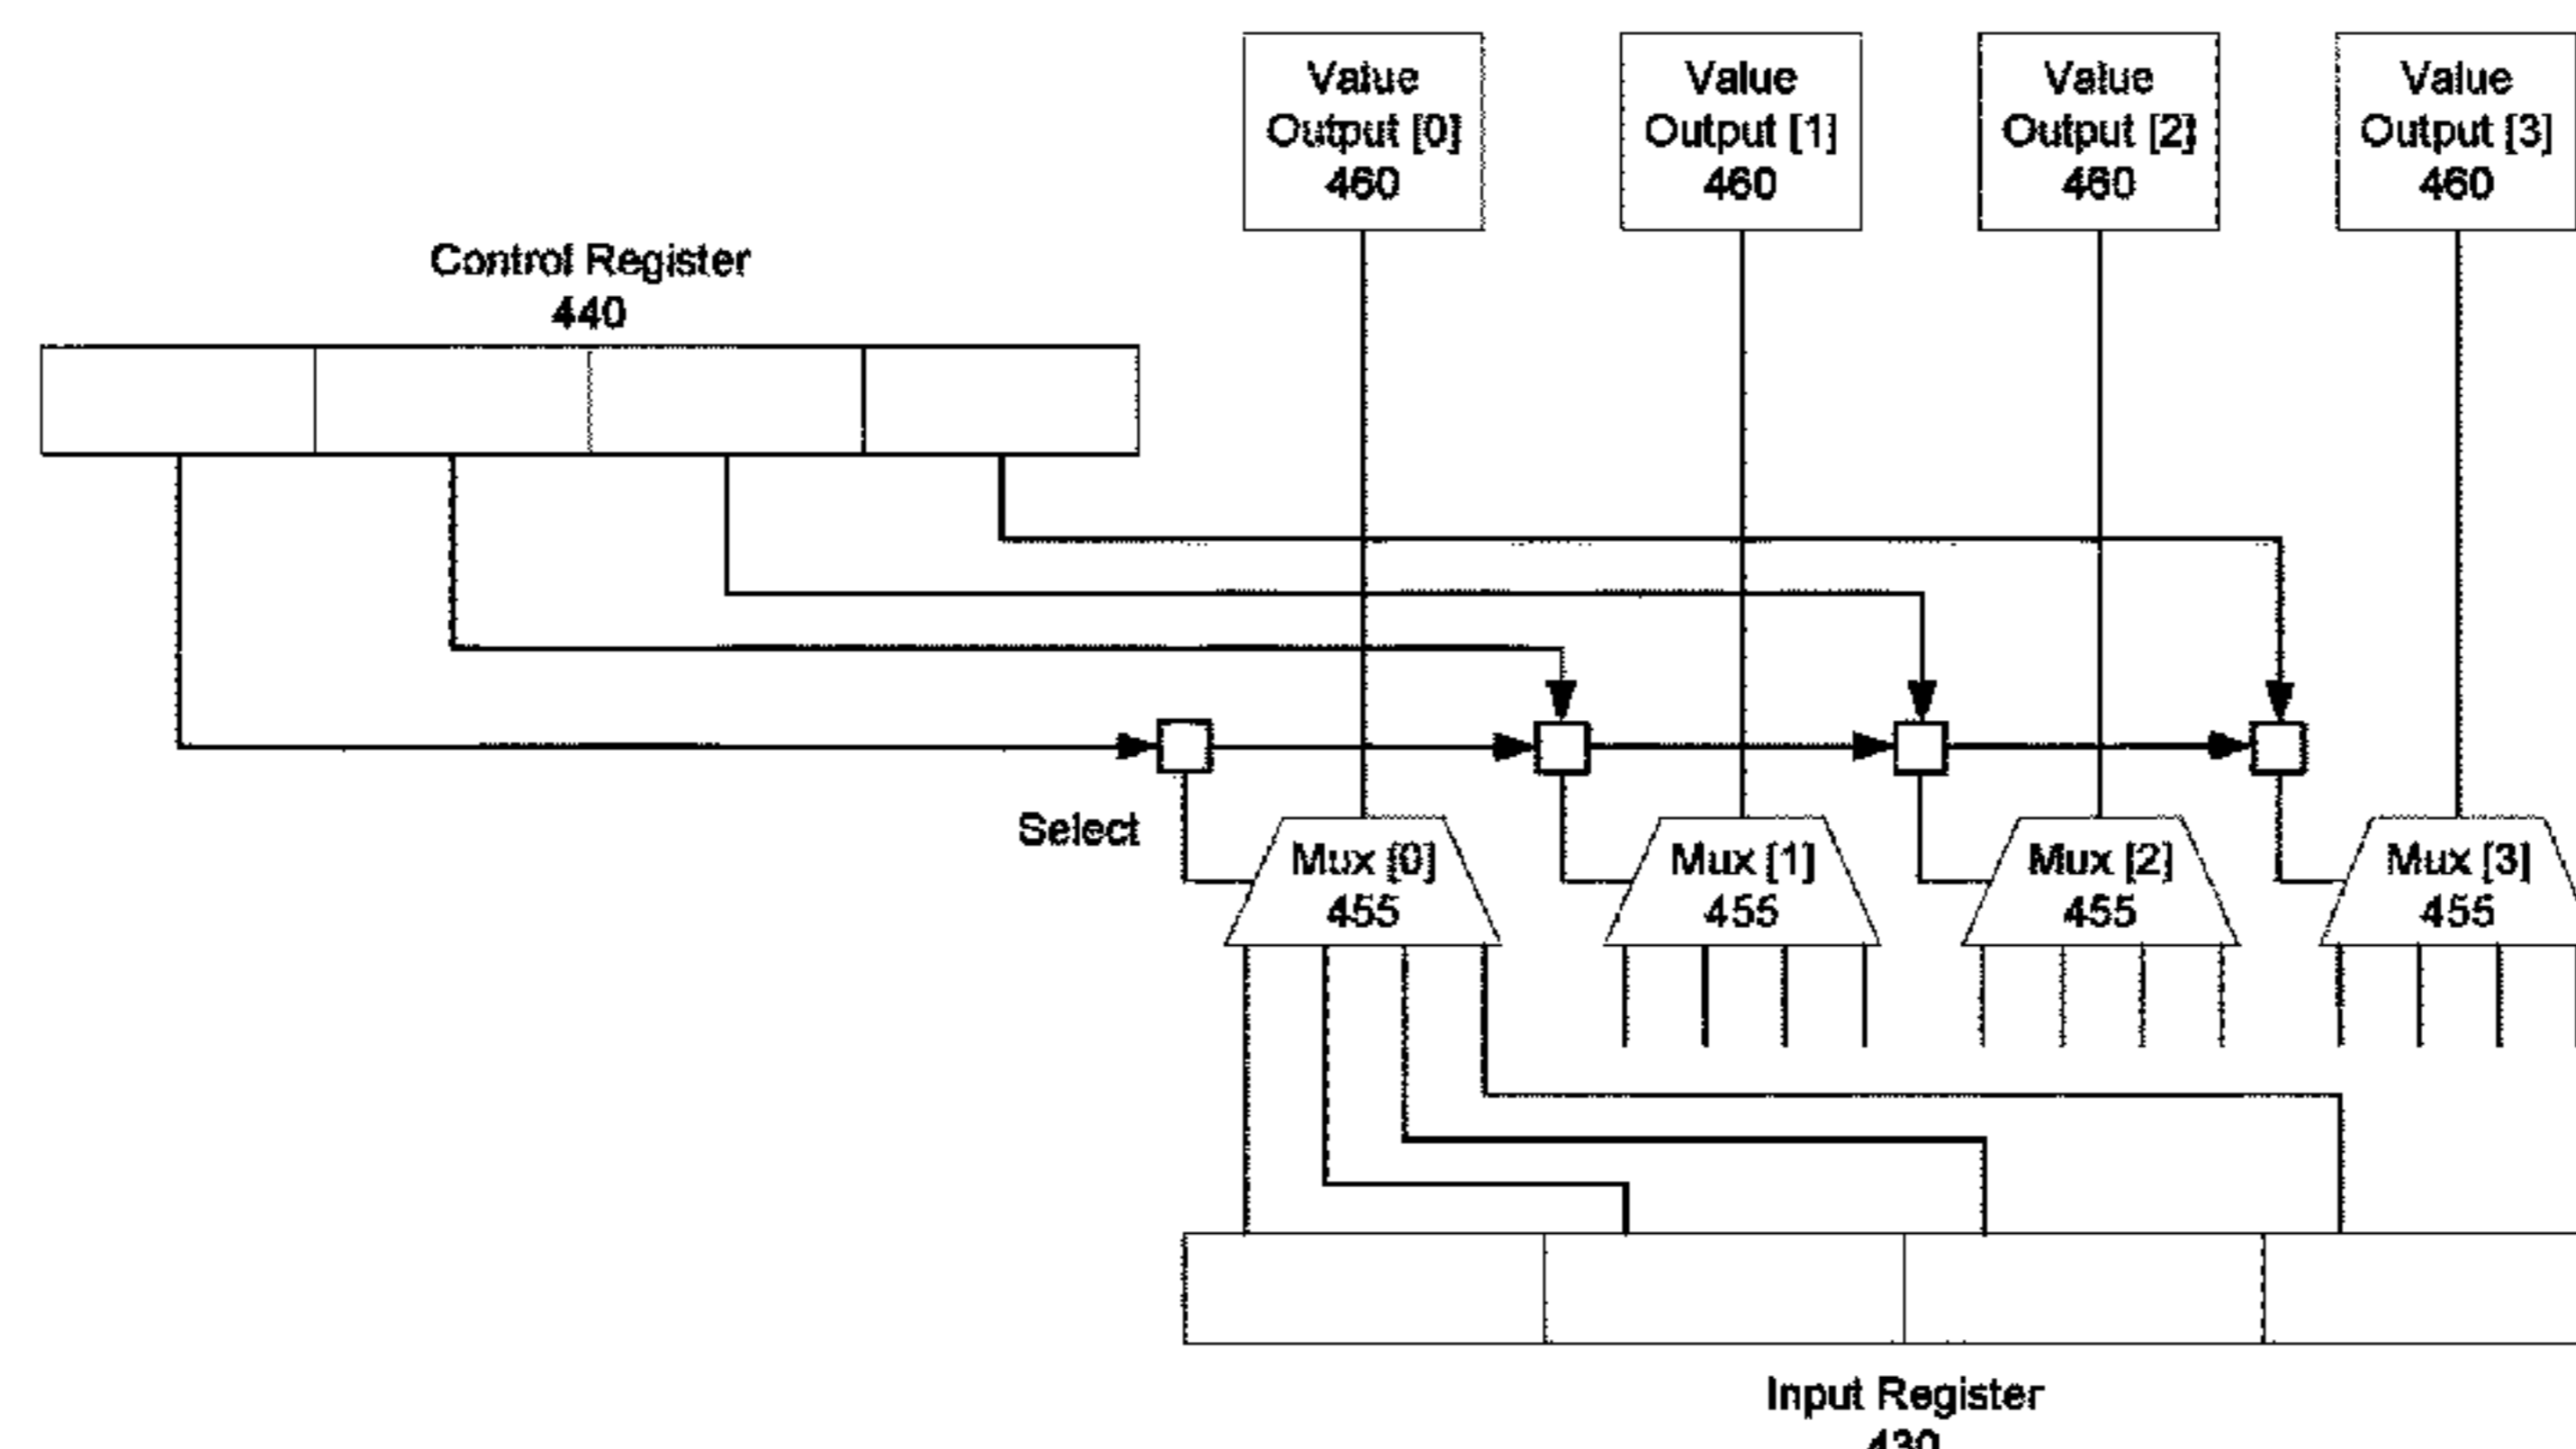 Value
Output [0]
460
Value
Output [1]
460
Value
Output [2]
460
Value
Output [3]
460
Control Register
440
Select
Mux [0]
455
Mux [1]
455
Mux [2]
455
Mux [3]
455
Input Register
430